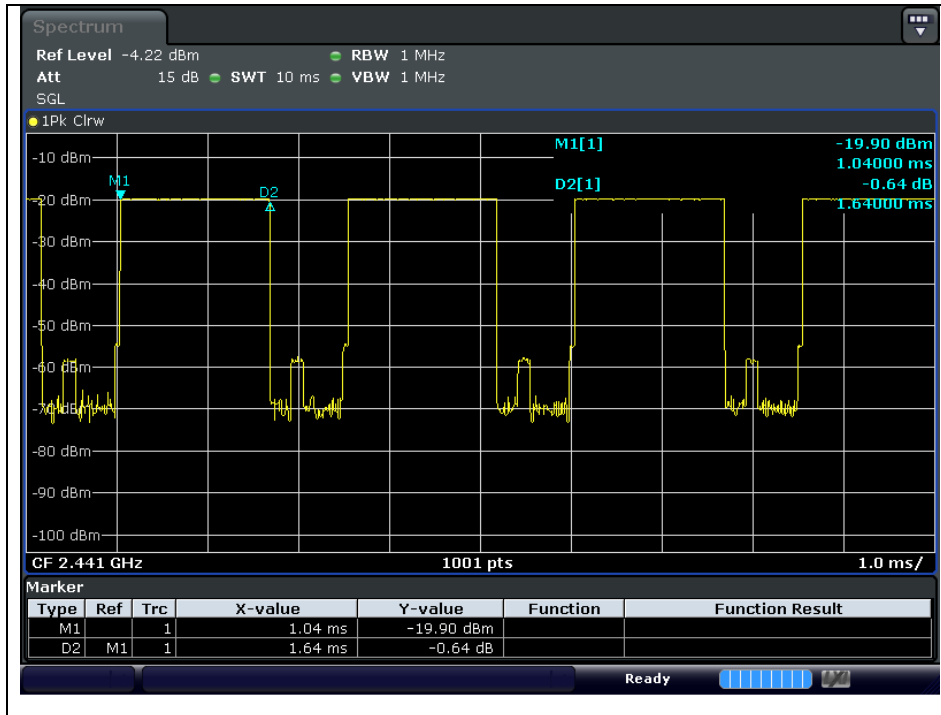 Spectrum
Ref Level -4.22 dBm RBW 1 MHz
Att 15 dB SWT 10 ms VBW 1 MHz
SGL
1Pk Clrw
M1[1] -19.90 dBm
1.04000 ms
D2[1] -0.64 dB
1.64000 ms
M1
D2
-10 dBm
-20 dBm
-30 dBm
-40 dBm
-50 dBm
-60 dBm
-70 dBm
-80 dBm
-90 dBm
-100 dBm
CF 2.441 GHz 1001 pts 1.0 ms/
Marker
Type Ref Trc X-value Y-value Function Function Result
M1 1 1.04 ms -19.90 dBm
D2 M1 1 1.64 ms -0.64 dB
Ready